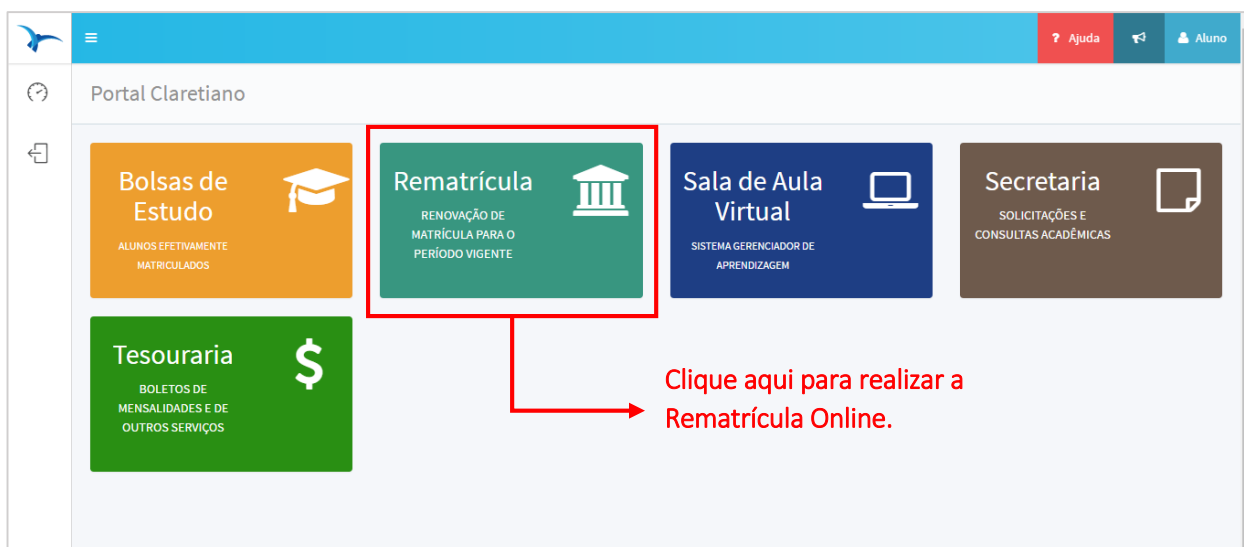 ? Ajuda
Aluno
Portal Claretiano
Bolsas de
Estudo
ALUNOS EFETIVAMENTE
MATRICULADOS
Rematrícula
RENOVAÇÃO DE
MATRÍCULA PARA O
PERÍODO VIGENTE
Sala de Aula
Virtual
SISTEMA GERENCIADOR DE
APRENDIZAGEM
Secretaria
SOLICITAÇÕES E
CONSULTAS ACADÊMICAS
Tesouraria
$
BOLETOS DE
MENSALIDADES E DE
OUTROS SERVIÇOS
Clique aqui para realizar a
Rematrícula Online.